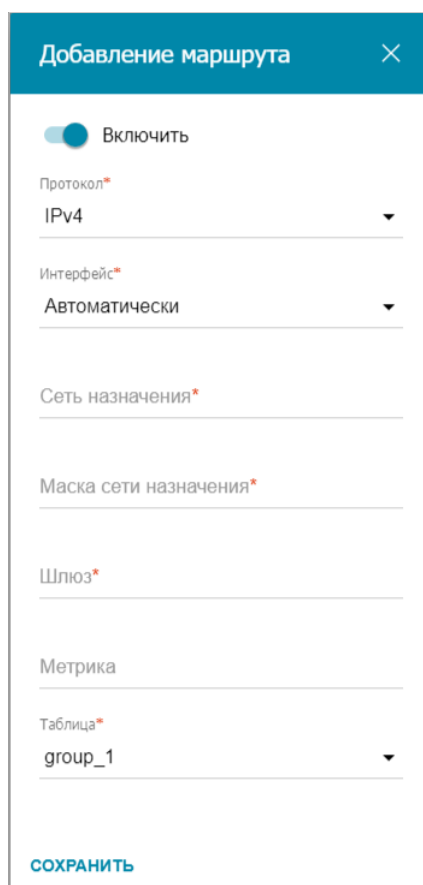 Добавление маршрута
Включить
Протокол*
IPv4
Интерфейс*
Автоматически
Сеть назначения*
Маска сети назначения*
Шлюз*
Метрика
Таблица*
group_1
СОХРАНИТЬ